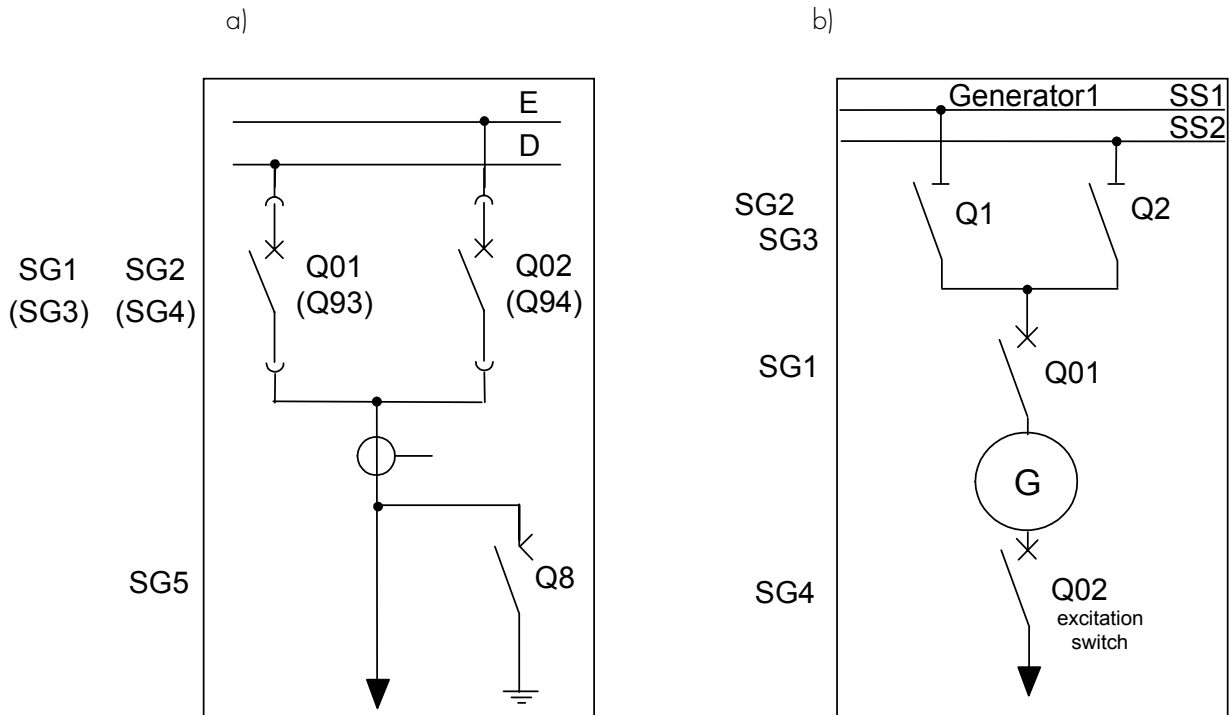 a)
E
D
SG1 SG2 Q01 Q02
(SG3) (SG4) (Q93) (Q94)
SG5 Q8
b)
Generator1 SS1
SS2
SG2 Q1 Q2
SG3
SG1 Q01
G
SG4 Q02
excitation
switch